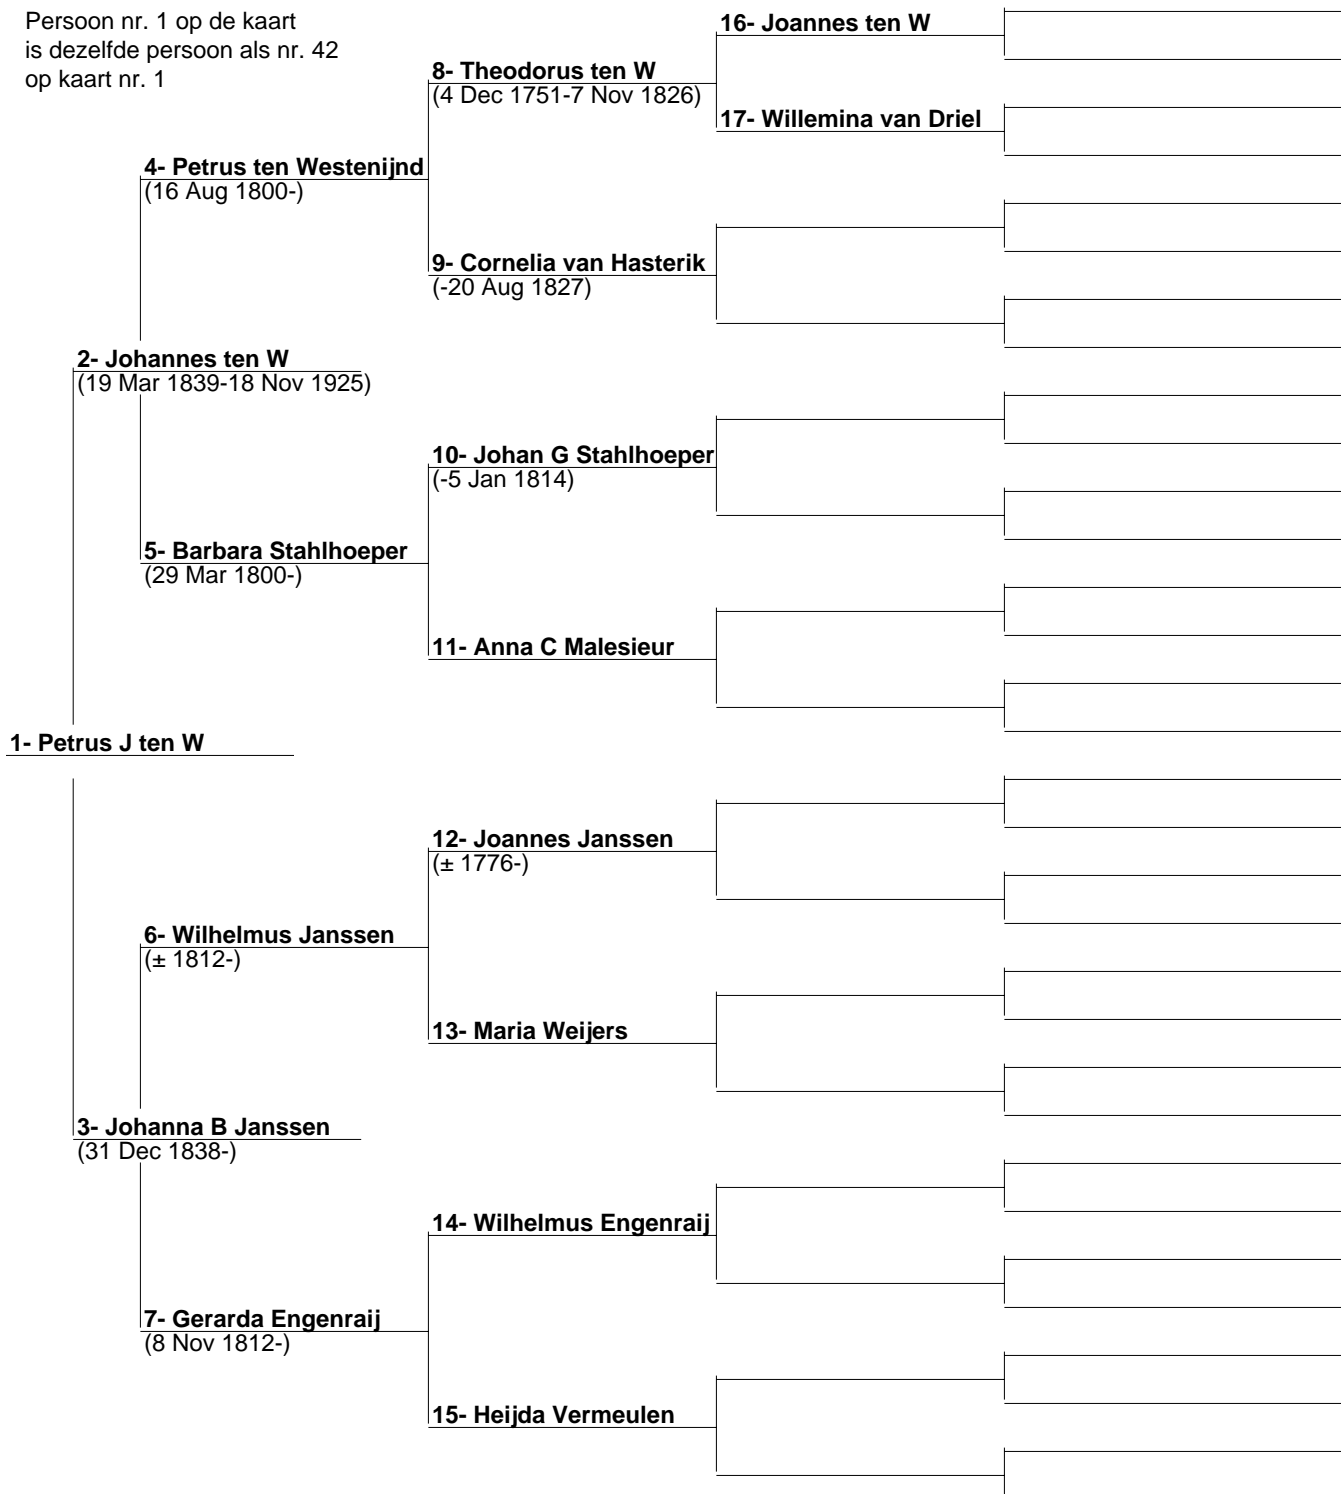 Persoon nr. 1 op de kaart
is dezelfde persoon als nr. 42
op kaart nr. 1
16- Joannes ten W
8- Theodorus ten W
(4 Dec 1751-7 Nov 1826)
17- Willemina van Driel
4- Petrus ten Westenijnd
(16 Aug 1800-)
9- Cornelia van Hasterik
(-20 Aug 1827)
2- Johannes ten W
(19 Mar 1839-18 Nov 1925)
10- Johan G Stahlhoeper
(-5 Jan 1814)
5- Barbara Stahlhoeper
(29 Mar 1800-)
11- Anna C Malesieur
1- Petrus J ten W
12- Joannes Janssen
(± 1776-)
6- Wilhelmus Janssen
(± 1812-)
13- Maria Weijers
3- Johanna B Janssen
(31 Dec 1838-)
14- Wilhelmus Engenraij
7- Gerarda Engenraij
(8 Nov 1812-)
15- Heijda Vermeulen